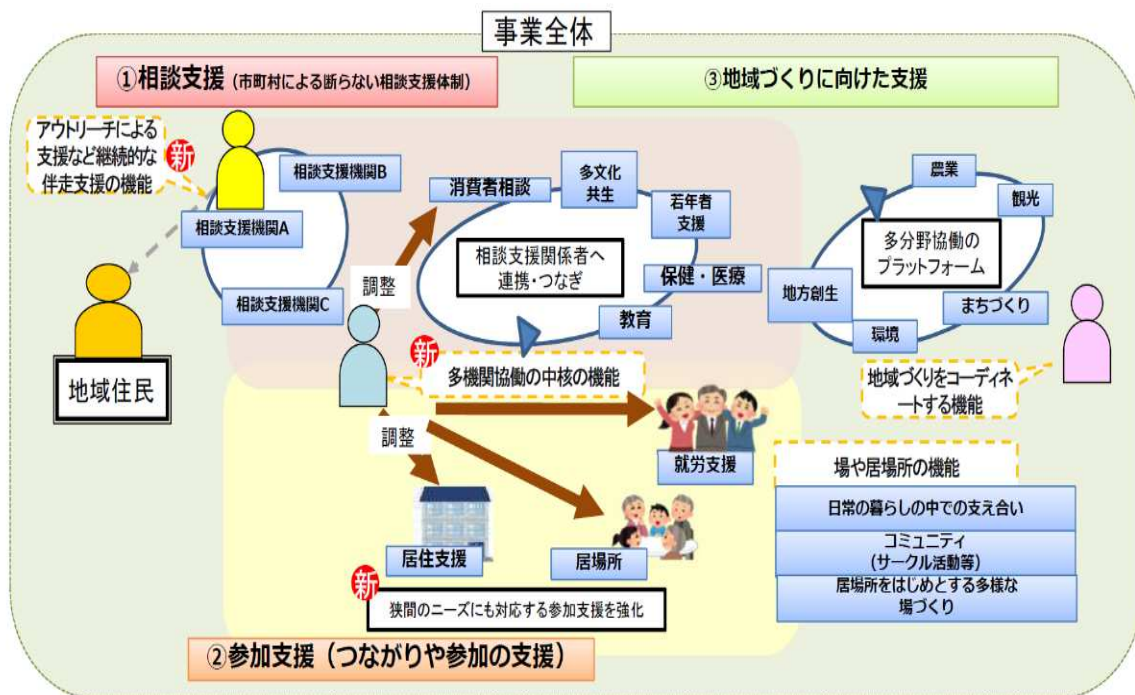 事業全体
①相談支援（市町村による断らない相談支援体制）
③地域づくりに向けた支援
アウトリーチによる
支援など継続的な
伴走支援の機能
新
相談支援機関B
相談支援機関A
相談支援機関C
地域住民
調整
消費者相談
多文化
共生
若年者
支援
相談支援関係者へ
連携・つなぎ
保健・医療
教育
新
多機関協働の中核の機能
農業
観光
多分野協働の
プラットフォーム
地方創生
まちづくり
環境
地域づくりをコーディネ
ートする機能
調整
就労支援
居住支援
居場所
新
狭間のニーズにも対応する参加支援を強化
場や居場所の機能
日常の暮らしの中での支え合い
コミュニティ
(サークル活動等)
居場所をはじめとする多様な
場づくり
②参加支援（つながりや参加の支援）